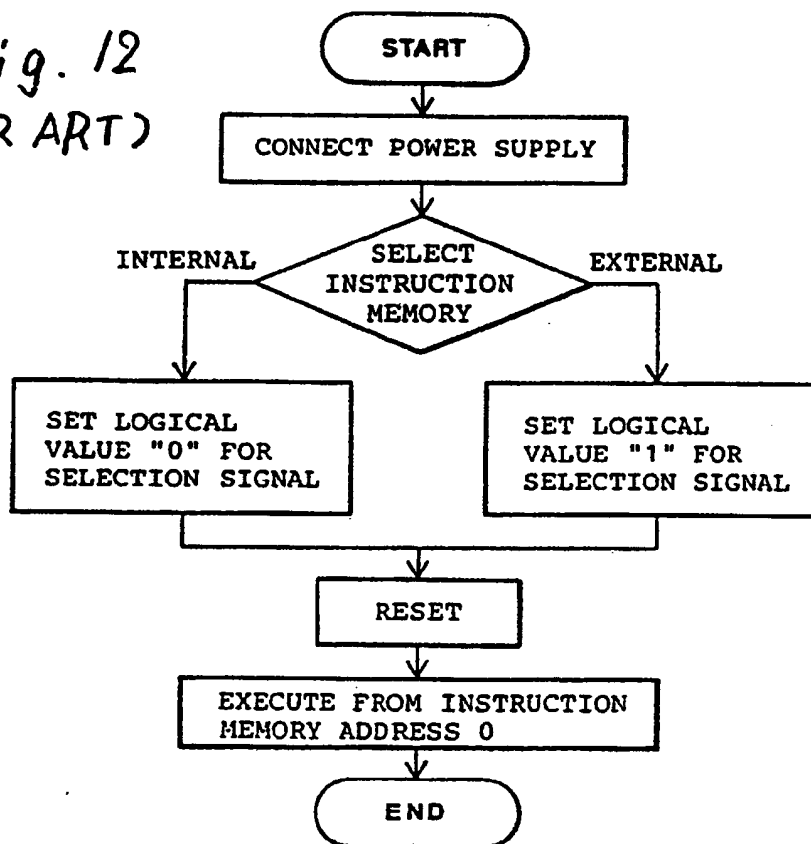 ig. 12
R ART)
START
CONNECT POWER SUPPLY
SELECT
INSTRUCTION
MEMORY
INTERNAL
EXTERNAL
SET LOGICAL
VALUE "0" FOR
SELECTION SIGNAL
SET LOGICAL
VALUE "1" FOR
SELECTION SIGNAL
RESET
EXECUTE FROM INSTRUCTION
MEMORY ADDRESS 0
END